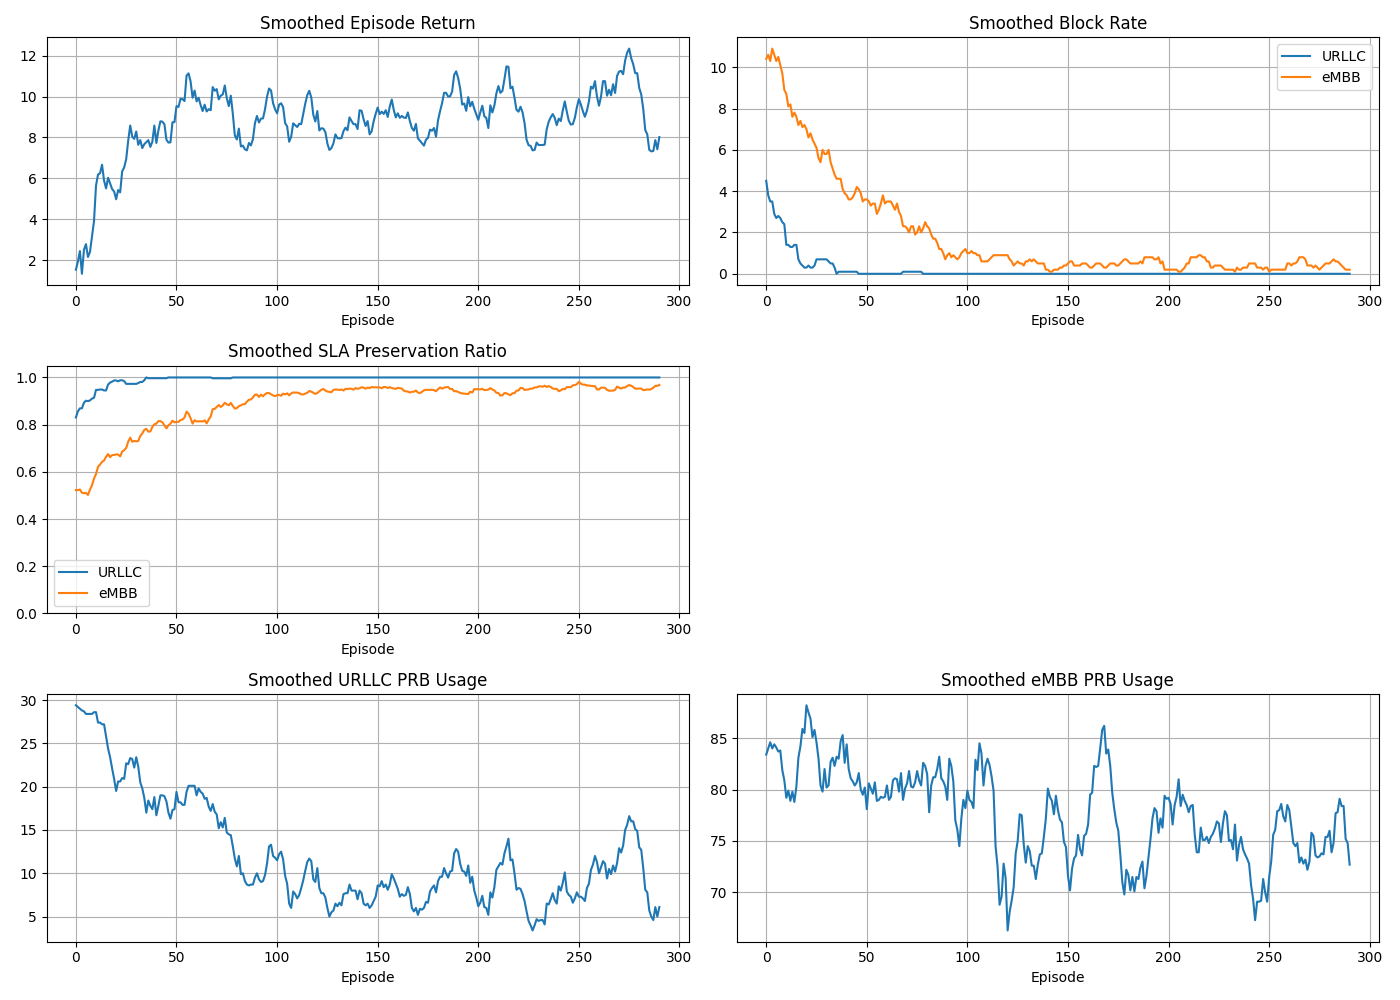 Smoothed Episode Return
12
10
8
6
4
2
0 50 100 150 200 250 300
Episode
Smoothed Block Rate
10
8
6
4
2
0
URLLC
eMBB
0 50 100 150 200 250 300
Episode
Smoothed SLA Preservation Ratio
1.0
0.8
0.6
0.4
0.2
0.0
URLLC
eMBB
0 50 100 150 200 250 300
Episode
Smoothed URLLC PRB Usage
30
25
20
15
10
5
0 50 100 150 200 250 300
Episode
Smoothed eMBB PRB Usage
85
80
75
70
0 50 100 150 200 250 300
Episode